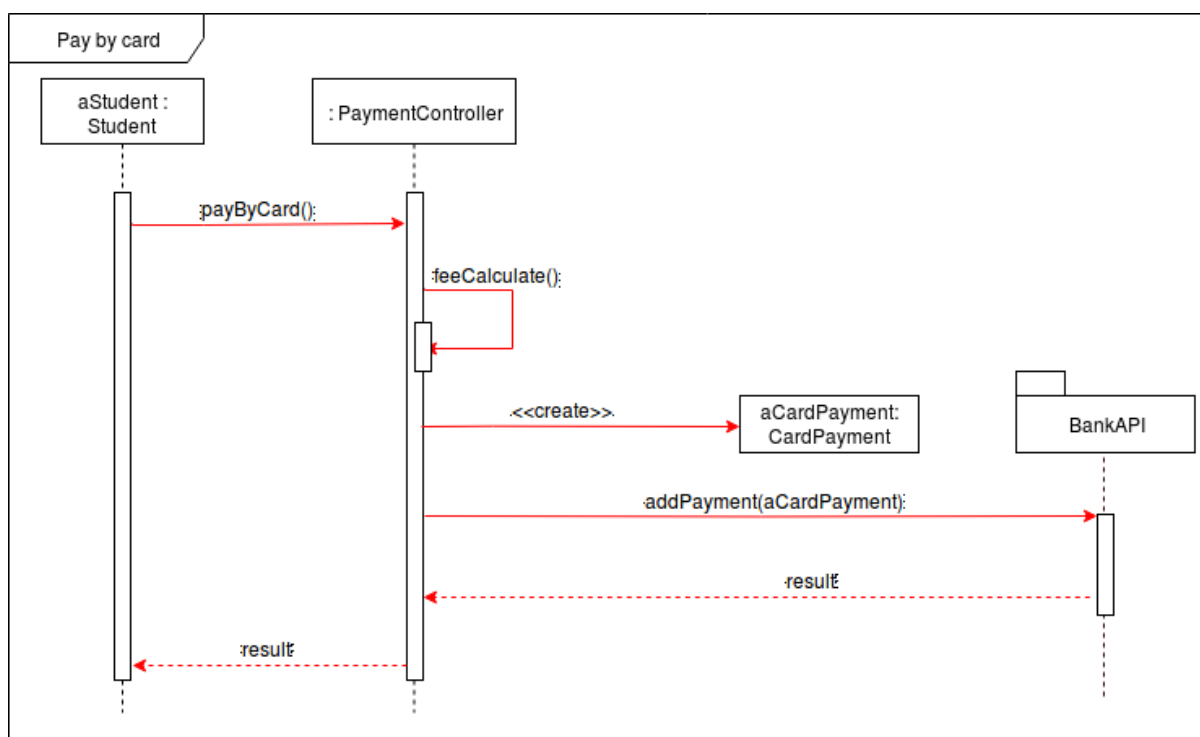 Pay by card
aStudent :
Student
: PaymentController
payByCard()
feeCalculate()
<<create>>
aCardPayment:
CardPayment
BankAPI
addPayment(aCardPayment)
result
result